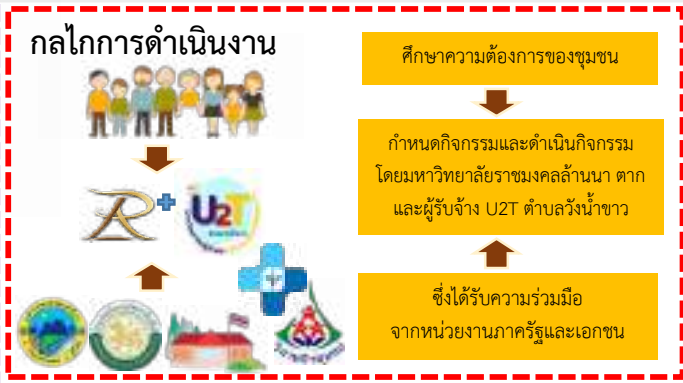 กลไกการดำเนินงาน
ศึกษาความต้องการของชุมชน
กำหนดกิจกรรมและดำเนินกิจกรรม
โดยมหาวิทยาลัยราชมงคลล้านนา ตาก
และผู้รับจ้าง U2T ตำบลวังน้ำขาว
ซึ่งได้รับความร่วมมือ
จากหน่วยงานภาครัฐและเอกชน
R
U2T